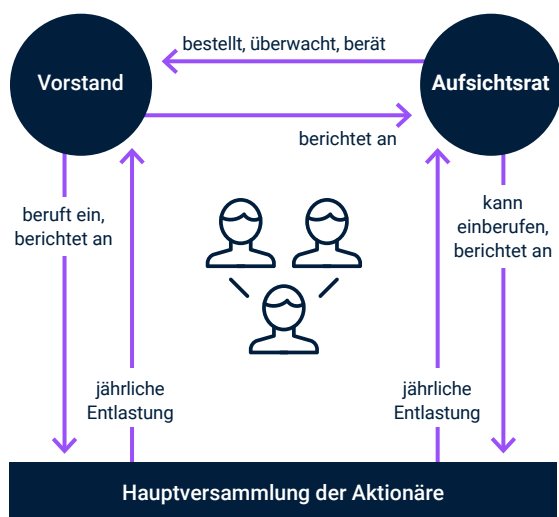 bestellt, überwacht, berät
Vorstand
Aufsichtsrat
berichtet an
beruft ein,
berichtet an
kann
einberufen,
berichtet an
jährliche
Entlastung
jährliche
Entlastung
Hauptversammlung der Aktionäre